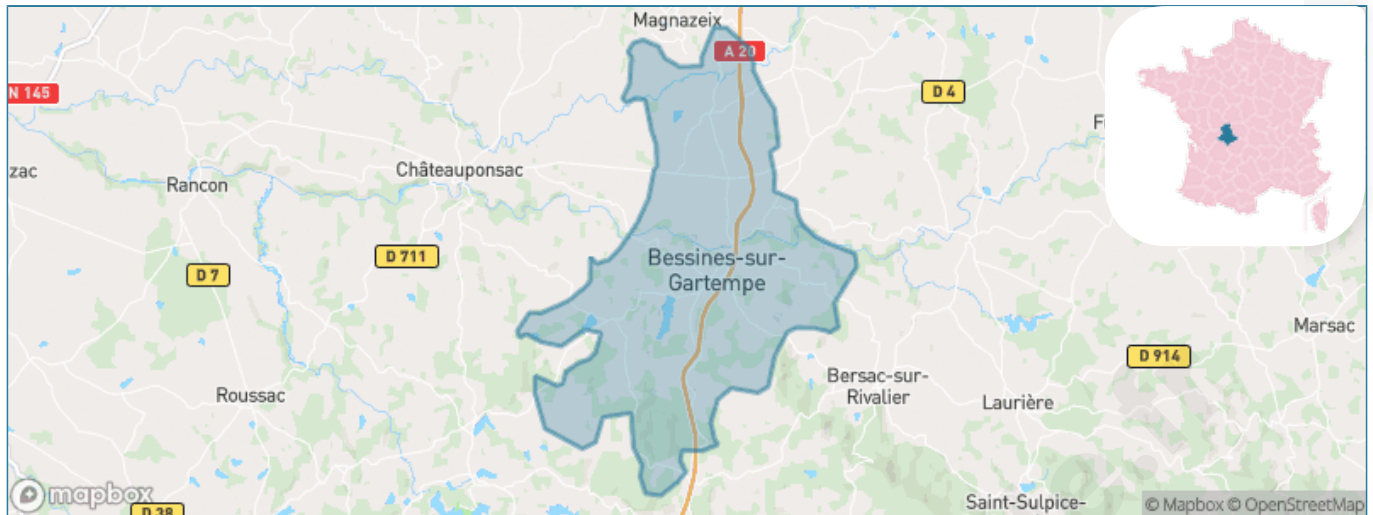 Magnazeix
A 20
N 145
D 4
Châteauponsac
zac
Rancon
D 711
D 7
Bessines-sur-
Gartempe
Marsac
D 914
Bersac-sur-
Rivalier
Roussac
Laurière
mapbox
D 38
Saint-Sulpice-
© Mapbox © OpenStreetMap